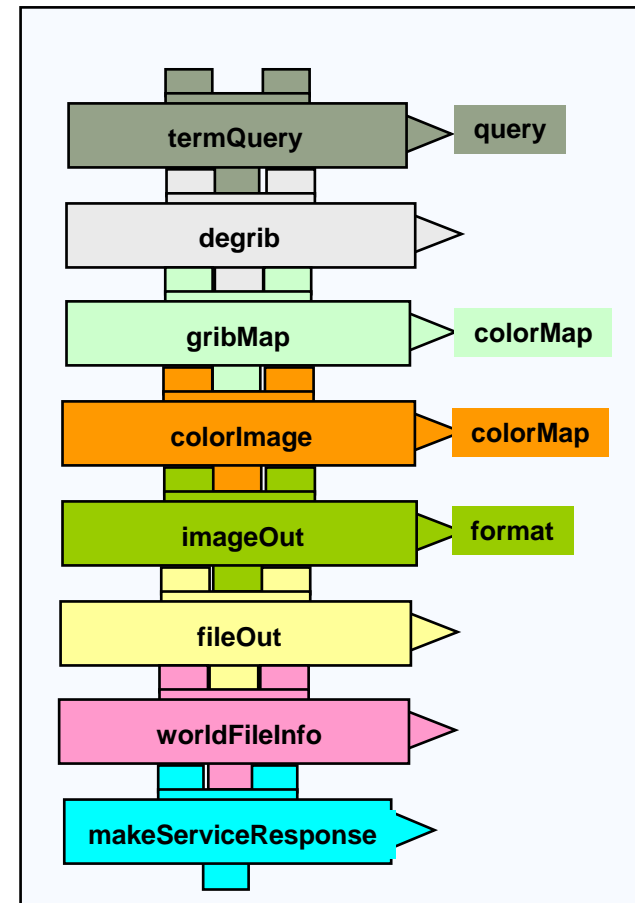 termQuery
query
degrib
gribMap
colorMap
colorImage
colorMap
imageOut
format
fileOut
worldFileInfo
makeServiceResponse